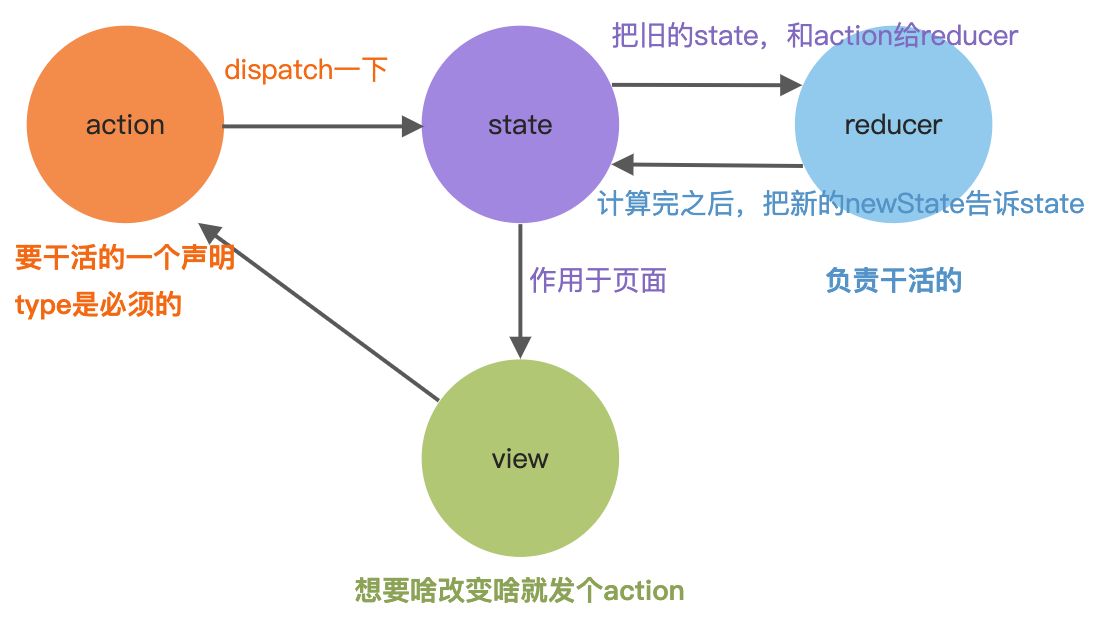 把旧的state，和action给reducer
dispatch一下
action
state
reducer
计算完之后，把新的newState告诉state
要干活的一个声明
type是必须的
作用于页面
负责干活的
view
想要啥改变啥就发个action